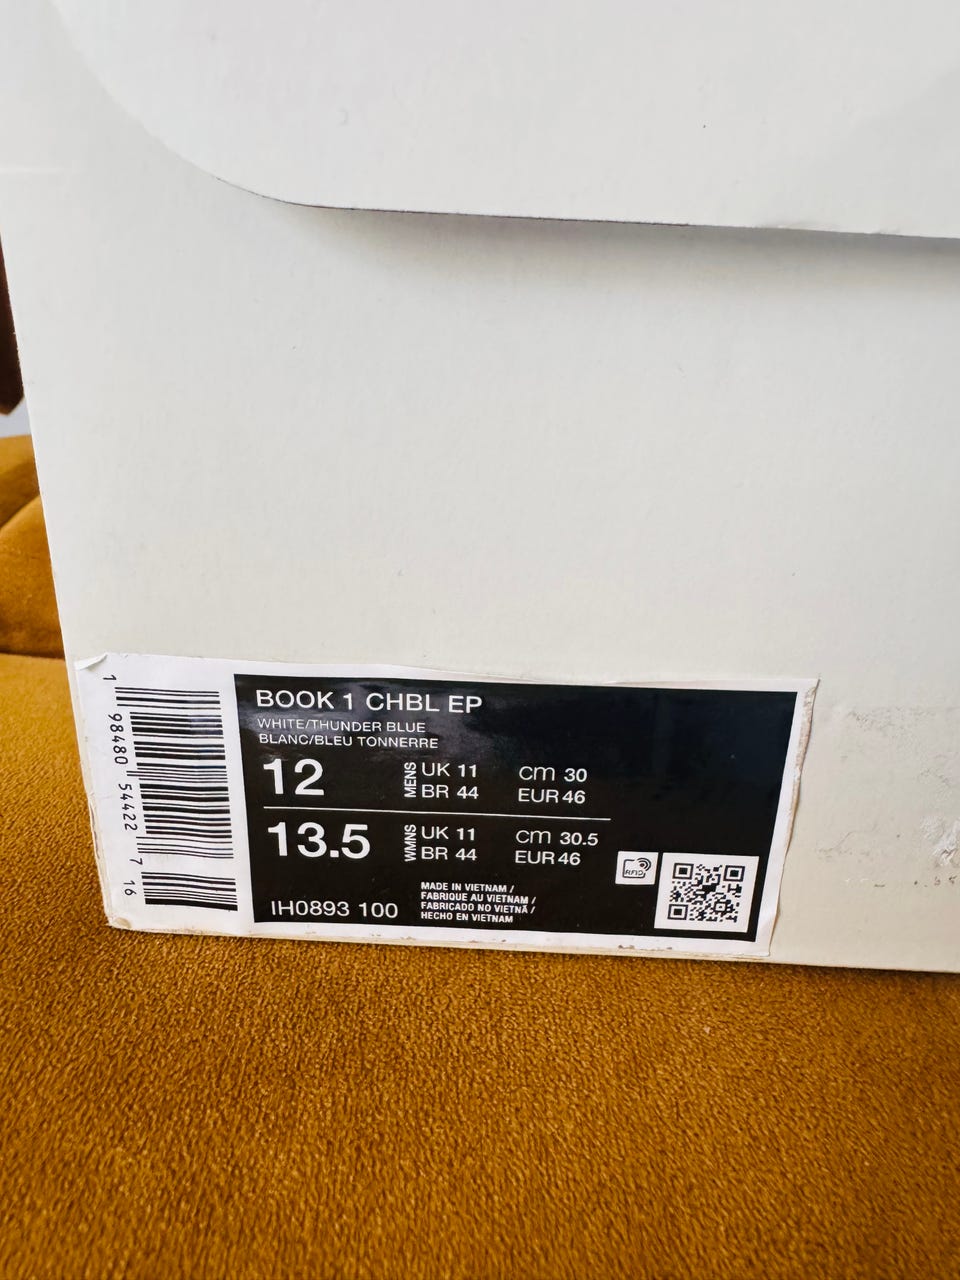 BOOK 1 CHBL EP
WHITE/THUNDER BLUE
BLANC/BLEU TONNERRE
12 MENS UK 11 cm 30
BR 44 EUR 46
13.5 WMNS UK 11 cm 30.5
BR 44 EUR 46
IH0893 100
MADE IN VIETNAM /
FABRIQUE AU VIETNAM /
FABRICADO NO VIETNÃ /
HECHO EN VIETNAM
RFID
1 98480 54422 7 16